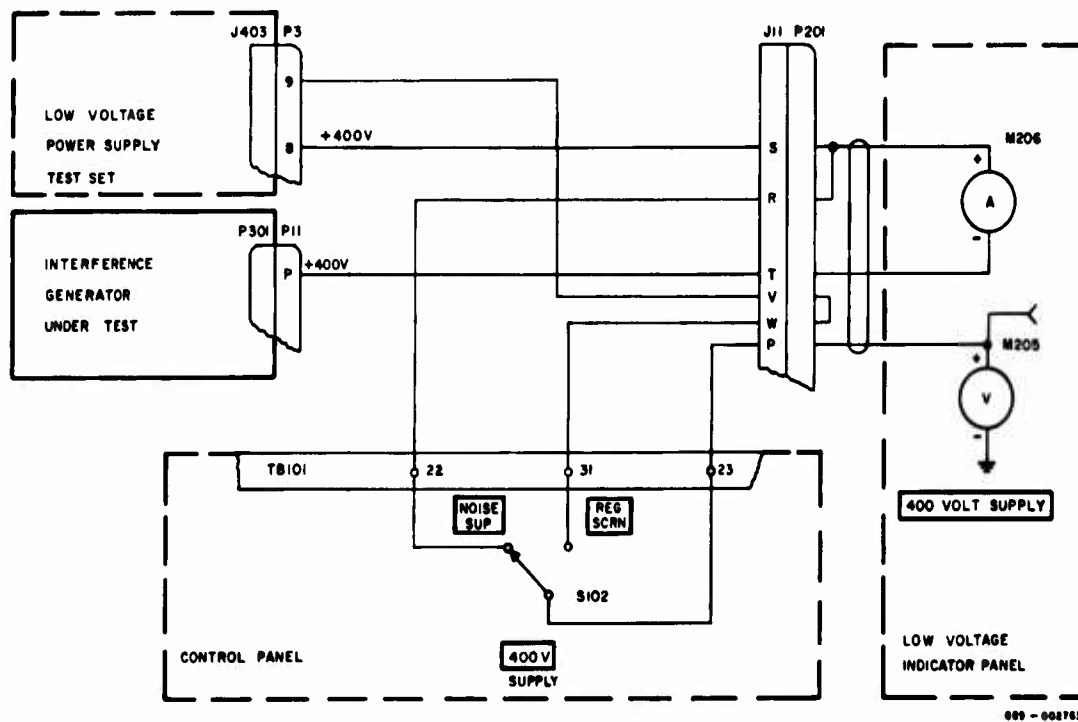 J403 P3
9
8
+400V
LOW VOLTAGE
POWER SUPPLY
TEST SET
P301 P11
P
+400V
INTERFERENCE
GENERATOR
UNDER TEST
J11 P201
S
R
T
V
W
P
M206
+
A
-
M205
+
V
-
400 VOLT SUPPLY
LOW VOLTAGE
INDICATOR PANEL
TB101
22
31
23
NOISE
SUP
REG
SCRN
S102
400V
SUPPLY
CONTROL PANEL